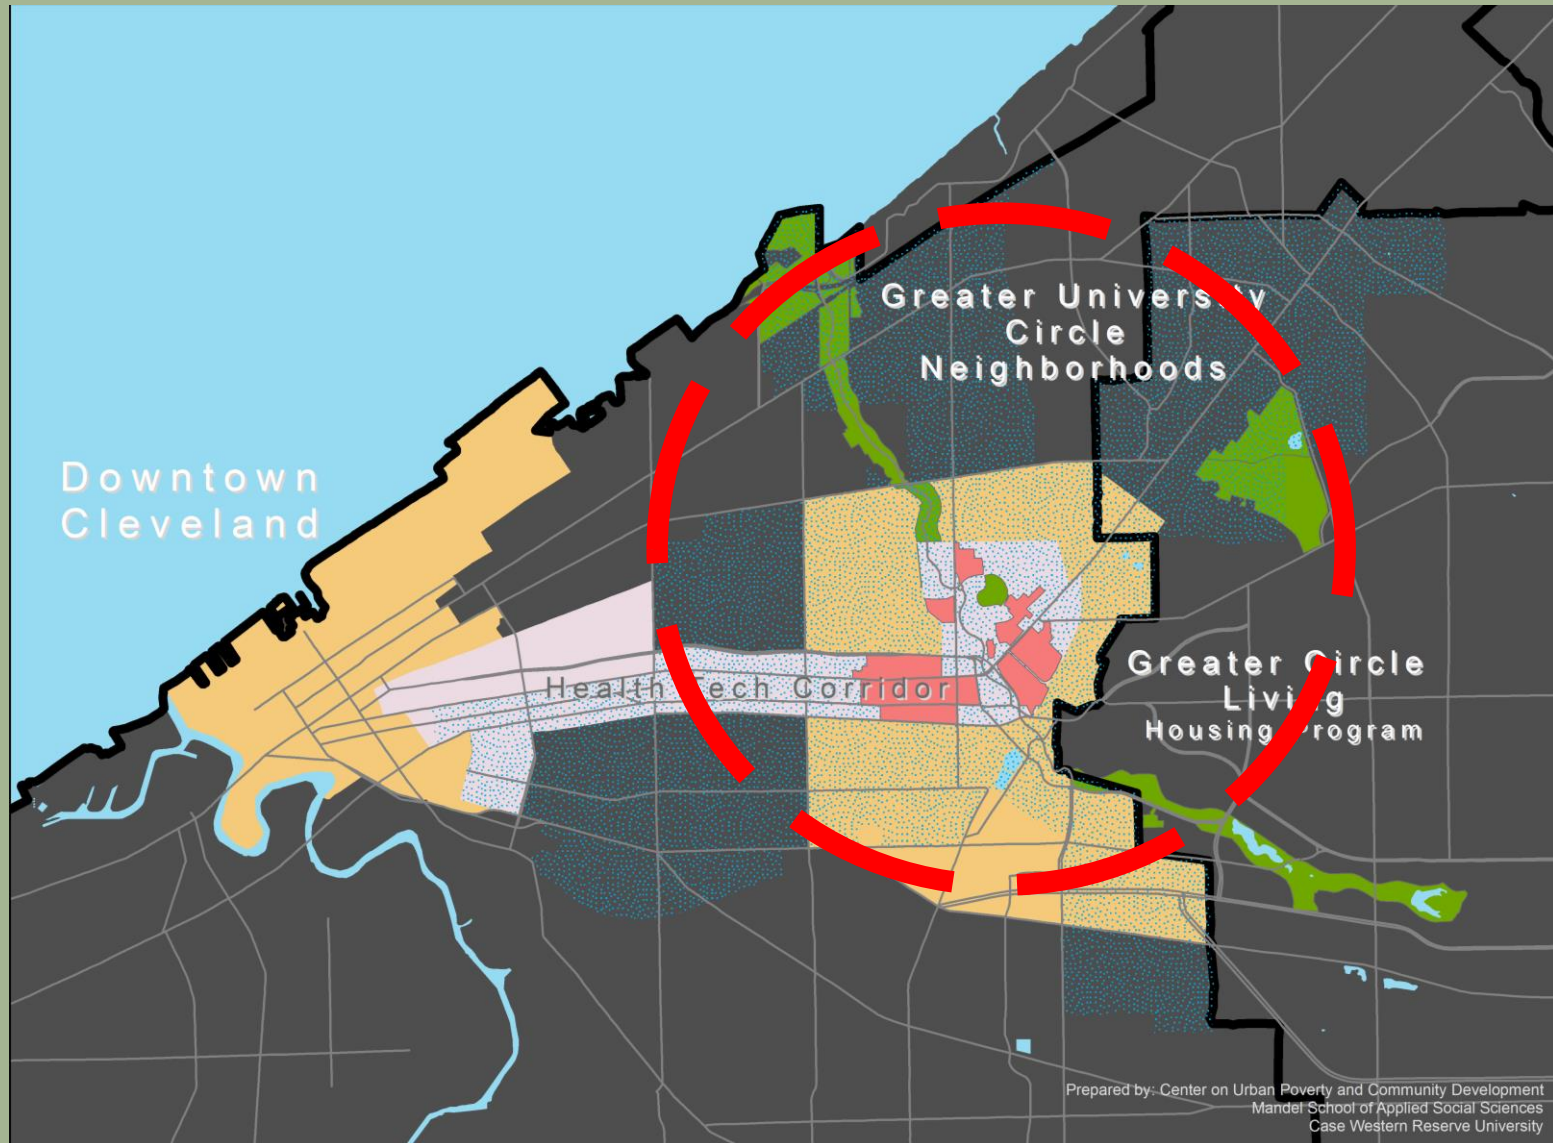 Greater University
Circle
Neighborhoods
Downtown
Cleveland
Health Tech Corridor
Greater Circle
Living
Housing Program
Prepared by: Center on Urban Poverty and Community Development
Mandel School of Applied Social Sciences
Case Western Reserve University